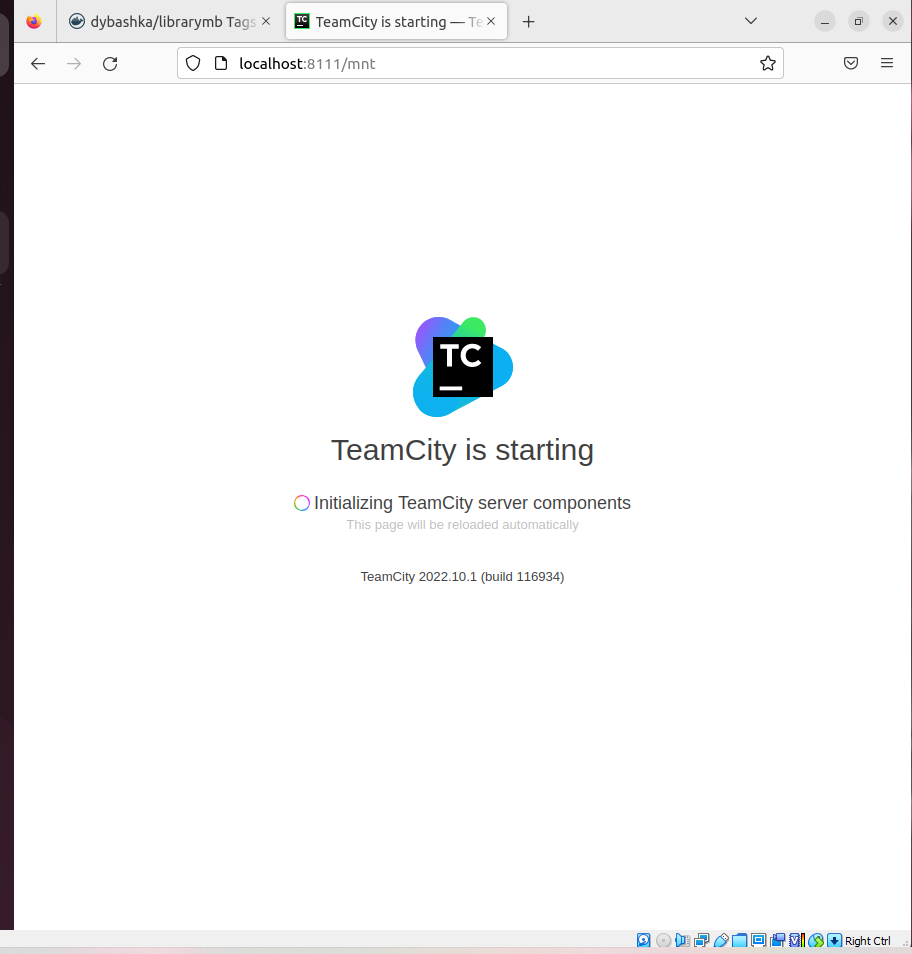 dybashka/librarymb Tags
TC TeamCity is starting — Te
localhost:8111/mnt
TC
TeamCity is starting
Initializing TeamCity server components
This page will be reloaded automatically
TeamCity 2022.10.1 (build 116934)
Right Ctrl